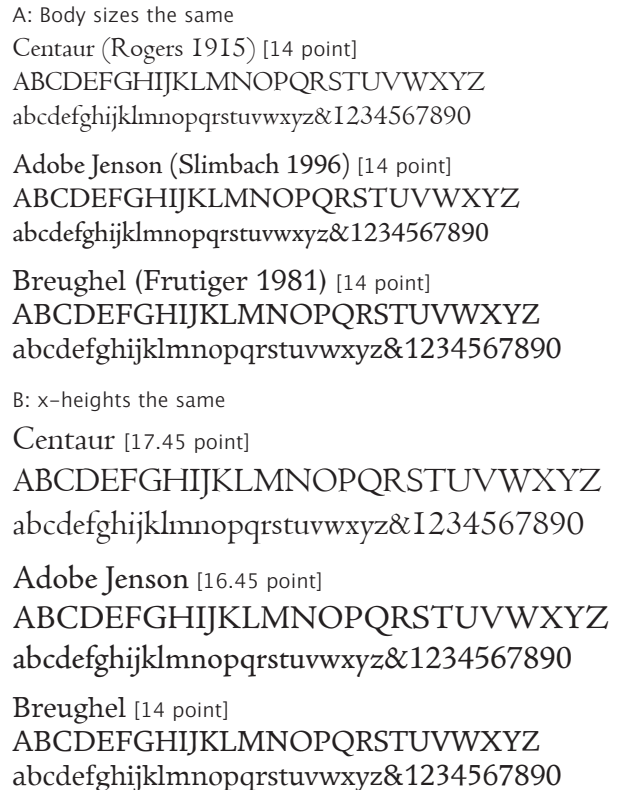 A: Body sizes the same
Centaur (Rogers 1915) [14 point]
ABCDEFGHIJKLMNOPQRSTUVWXYZ
abcdefghijklmnopqrstuvwxyz&1234567890
Adobe Jenson (Slimbach 1996) [14 point]
ABCDEFGHIJKLMNOPQRSTUVWXYZ
abcdefghijklmnopqrstuvwxyz&1234567890
Breughel (Frutiger 1981) [14 point]
ABCDEFGHIJKLMNOPQRSTUVWXYZ
abcdefghijklmnopqrstuvwxyz&1234567890
B: x-heights the same
Centaur [17.45 point]
ABCDEFGHIJKLMNOPQRSTUVWXYZ
abcdefghijklmnopqrstuvwxyz&1234567890
Adobe Jenson [16.45 point]
ABCDEFGHIJKLMNOPQRSTUVWXYZ
abcdefghijklmnopqrstuvwxyz&1234567890
Breughel [14 point]
ABCDEFGHIJKLMNOPQRSTUVWXYZ
abcdefghijklmnopqrstuvwxyz&1234567890